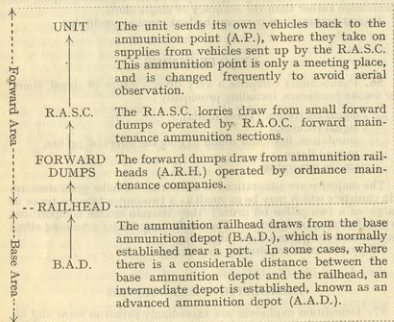 UNIT
The unit sends its own vehicles back to the
ammunition point (A.P.), where they take on
supplies from vehicles sent up by the R.A.S.C.
This ammunition point is only a meeting place,
and is changed frequently to avoid aerial
observation.
R.A.S.C.
The R.A.S.C. lorries draw from small forward
dumps operated by R.A.O.C. forward main-
tenance ammunition sections.
FORWARD
DUMPS
The forward dumps draw from ammunition rail-
heads (A.R.H.) operated by ordnance main-
tenance companies.
RAILHEAD
The ammunition railhead draws from the base
ammunition depot (B.A.D.), which is normally
established near a port. In some cases, where
there is a considerable distance between the
base ammunition depot and the railhead, an
intermediate depot is established, known as an
advanced ammunition depot (A.A.D.).
B.A.D.
Forward Area
Base Area